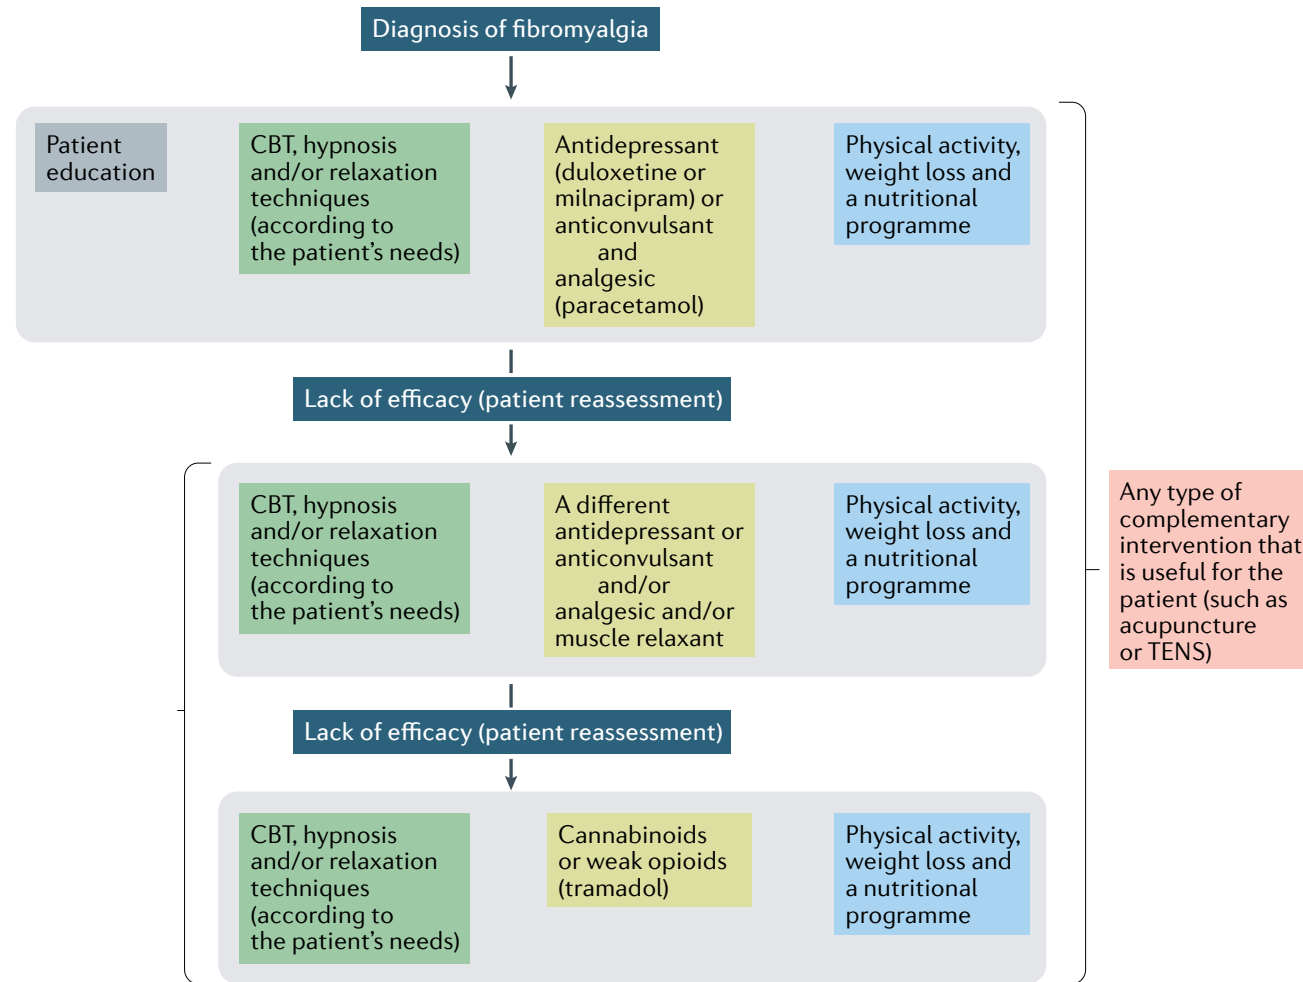 Diagnosis of fibromyalgia
Patient
education
CBT, hypnosis
and/or relaxation
techniques
(according to
the patient’s needs)
Antidepressant
(duloxetine or
milnacipram) or
anticonvulsant
and
analgesic
(paracetamol)
Physical activity,
weight loss and
a nutritional
programme
Lack of efficacy (patient reassessment)
CBT, hypnosis
and/or relaxation
techniques
(according to
the patient’s needs)
A different
antidepressant or
anticonvulsant
and/or
analgesic and/or
muscle relaxant
Physical activity,
weight loss and
a nutritional
programme
Any type of
complementary
intervention that
is useful for the
patient (such as
acupuncture
or TENS)
Lack of efficacy (patient reassessment)
CBT, hypnosis
and/or relaxation
techniques
(according to
the patient’s needs)
Cannabinoids
or weak opioids
(tramadol)
Physical activity,
weight loss and
a nutritional
programme